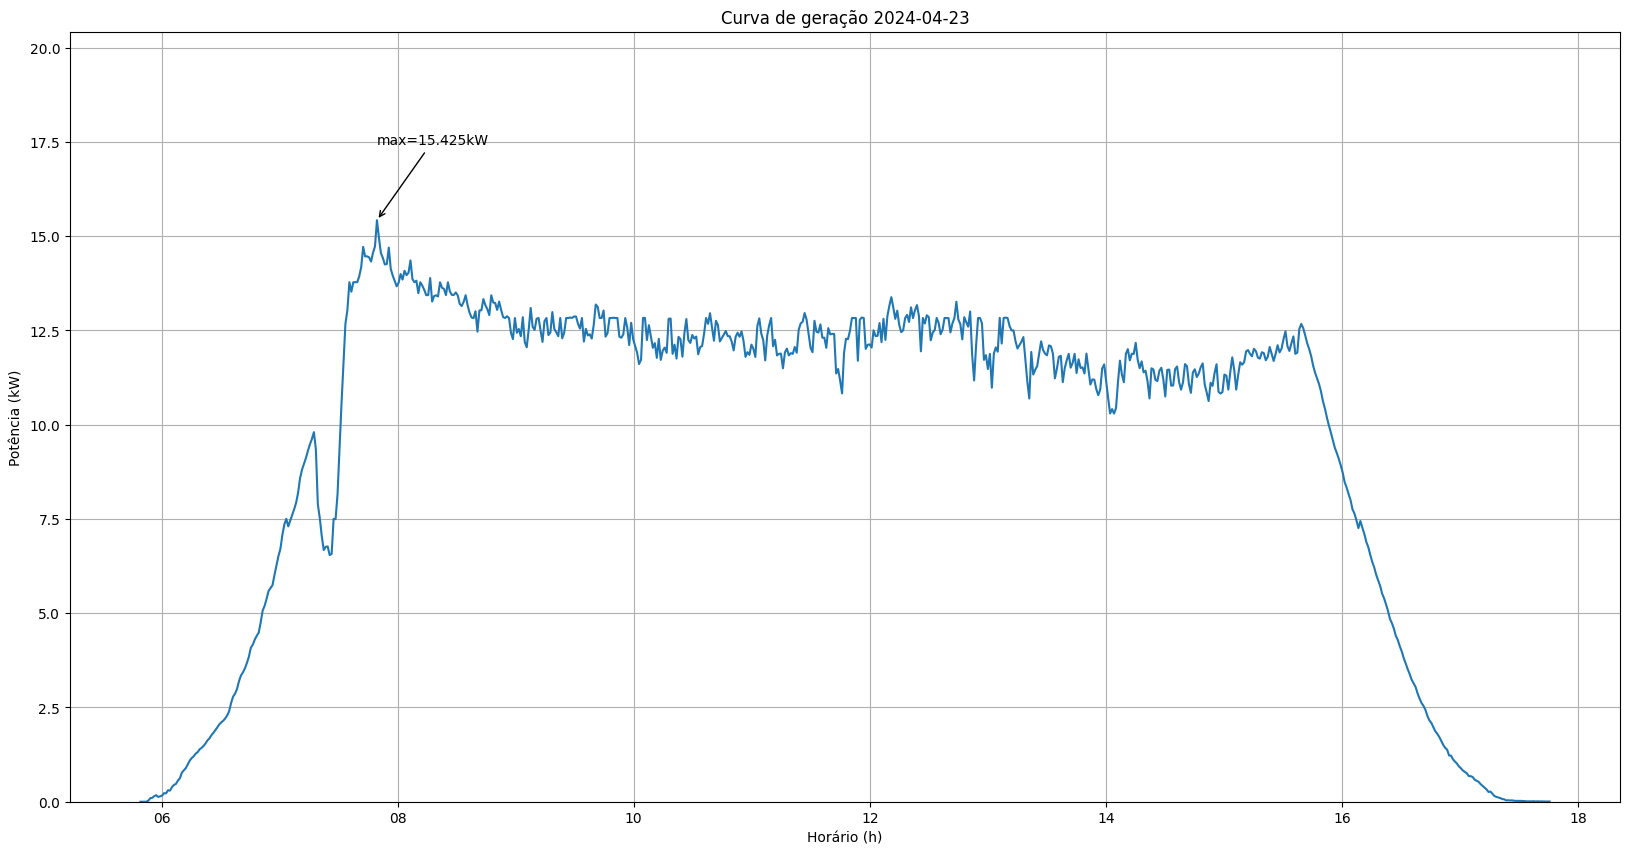 Curva de geração 2024-04-23
20.0
17.5
15.0
12.5
10.0
7.5
5.0
2.5
0.0
Potência (kW)
max=15.425kW
06 08 10 12 14 16 18
Horário (h)